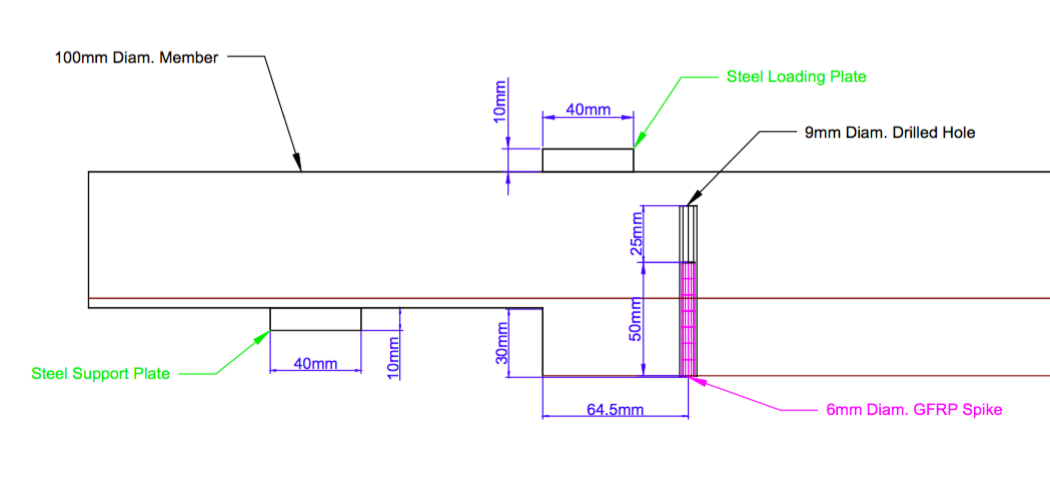 100mm Diam. Member
Steel Loading Plate
10mm
40mm
9mm Diam. Drilled Hole
25mm
50mm
30mm
10mm
40mm
Steel Support Plate
64.5mm
6mm Diam. GFRP Spike